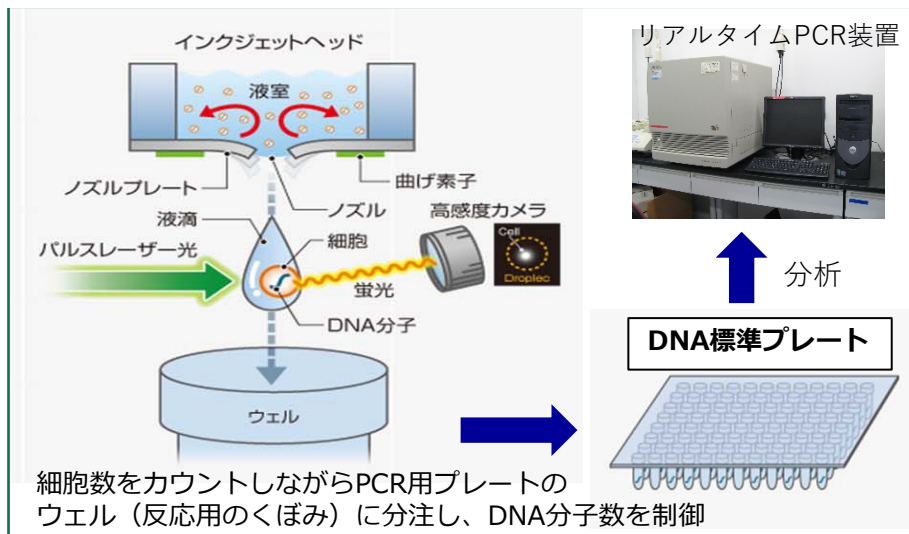 インクジェットヘッド
液室
ノズルプレート
曲げ素子
ノズル
液滴
高感度カメラ
細胞
Cell
パルスレーザー光
Droplec
蛍光
DNA分子
ウェル
細胞数をカウントしながらPCR用プレートの
ウェル（反応用のくぼみ）に分注し、DNA分子数を制御
リアルタイムPCR装置
分析
DNA標準プレート